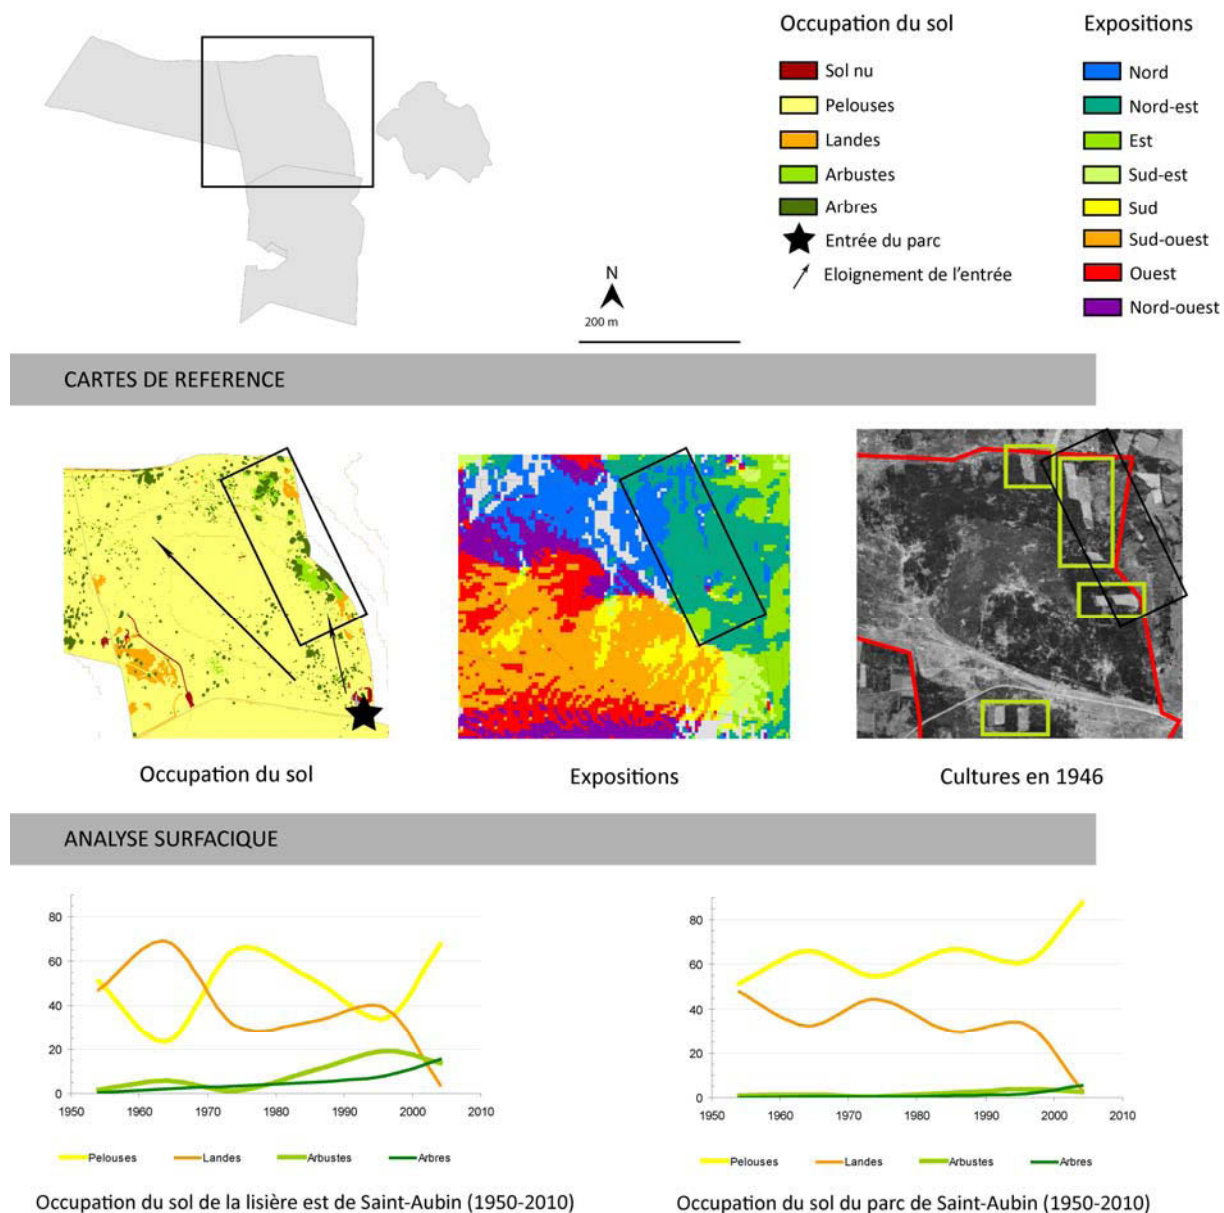 Occupation du sol
Sol nu
Pelouses
Landes
Arbustes
Arbres
Entrée du parc
Eloignement de l'entrée
Expositions
Nord
Nord-est
Est
Sud-est
Sud
Sud-ouest
Ouest
Nord-ouest
N
200 m
CARTES DE REFERENCE
Occupation du sol
Expositions
Cultures en 1946
ANALYSE SURFACIQUE
80
60
40
20
0
1950 1960 1970 1980 1990 2000 2010
Pelouses Landes Arbustes Arbres
Occupation du sol de la lisière est de Saint-Aubin (1950-2010)
80
60
40
20
0
1950 1960 1970 1980 1990 2000 2010
Pelouses Landes Arbustes Arbres
Occupation du sol du parc de Saint-Aubin (1950-2010)